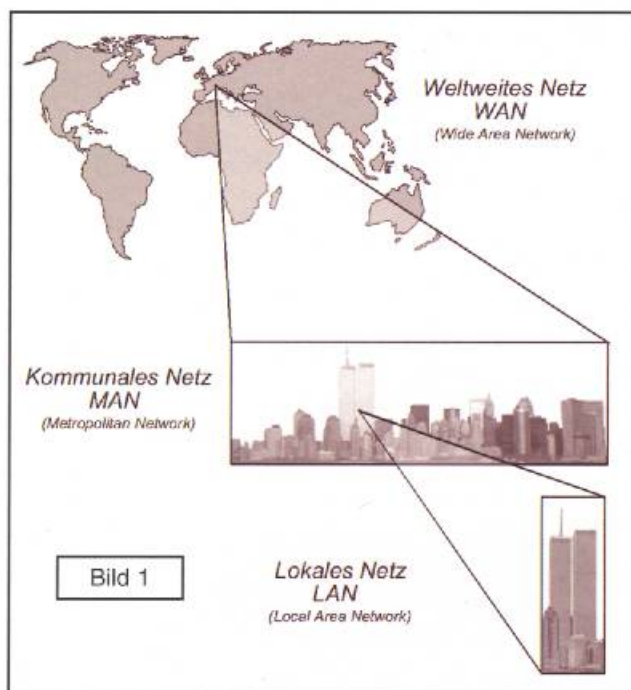 Weltweites Netz
WAN
(Wide Area Network)
Kommunales Netz
MAN
(Metropolitan Network)
Lokales Netz
LAN
(Local Area Network)
Bild 1